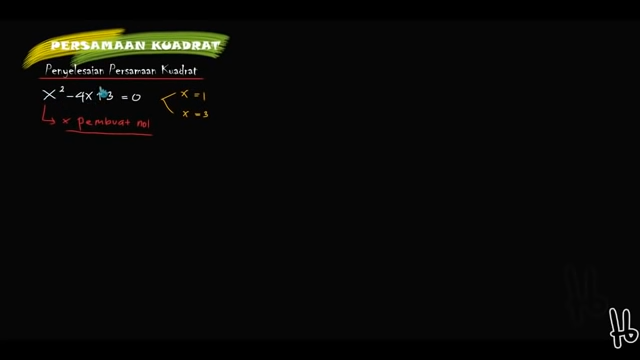 PERSAMAAN KUADRAT
Penyelesaian Persamaan Kuadrat
x² - 4x + 3 = 0
x = 1
x = 3
↳ x pembuat nol